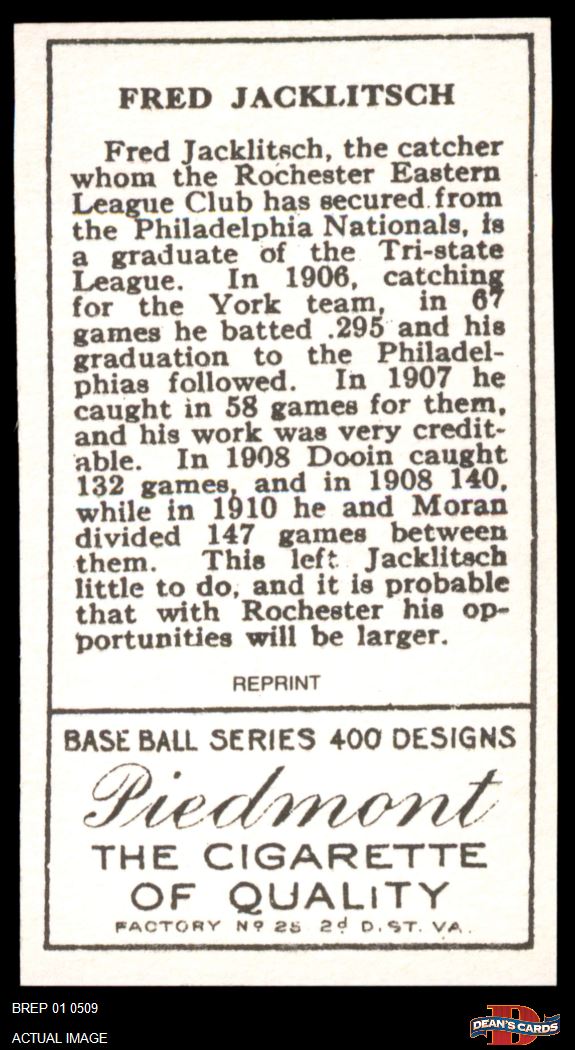 FRED JACKLITSCH
Fred Jacklitsch, the catcher
whom the Rochester Eastern
League Club has secured from
the Philadelphia Nationals, is
a graduate of the Tri-state
League. In 1906, catching
for the York team, in 67
games he batted .295 and his
graduation to the Philadel-
phias followed. In 1907 he
caught in 58 games for them,
and his work was very credit-
able. In 1908 Dooin caught
132 games, and in 1908 140,
while in 1910 he and Moran
divided 147 games between
them. This left Jacklitsch
little to do, and it is probable
that with Rochester his op-
portunities will be larger.
REPRINT
BASE BALL SERIES 400 DESIGNS
Piedmont
THE CIGARETTE
OF QUALITY
FACTORY Nº 25 2d DIST. VA.
BREP 01 0509
ACTUAL IMAGE
D
DEAN'S CARDS